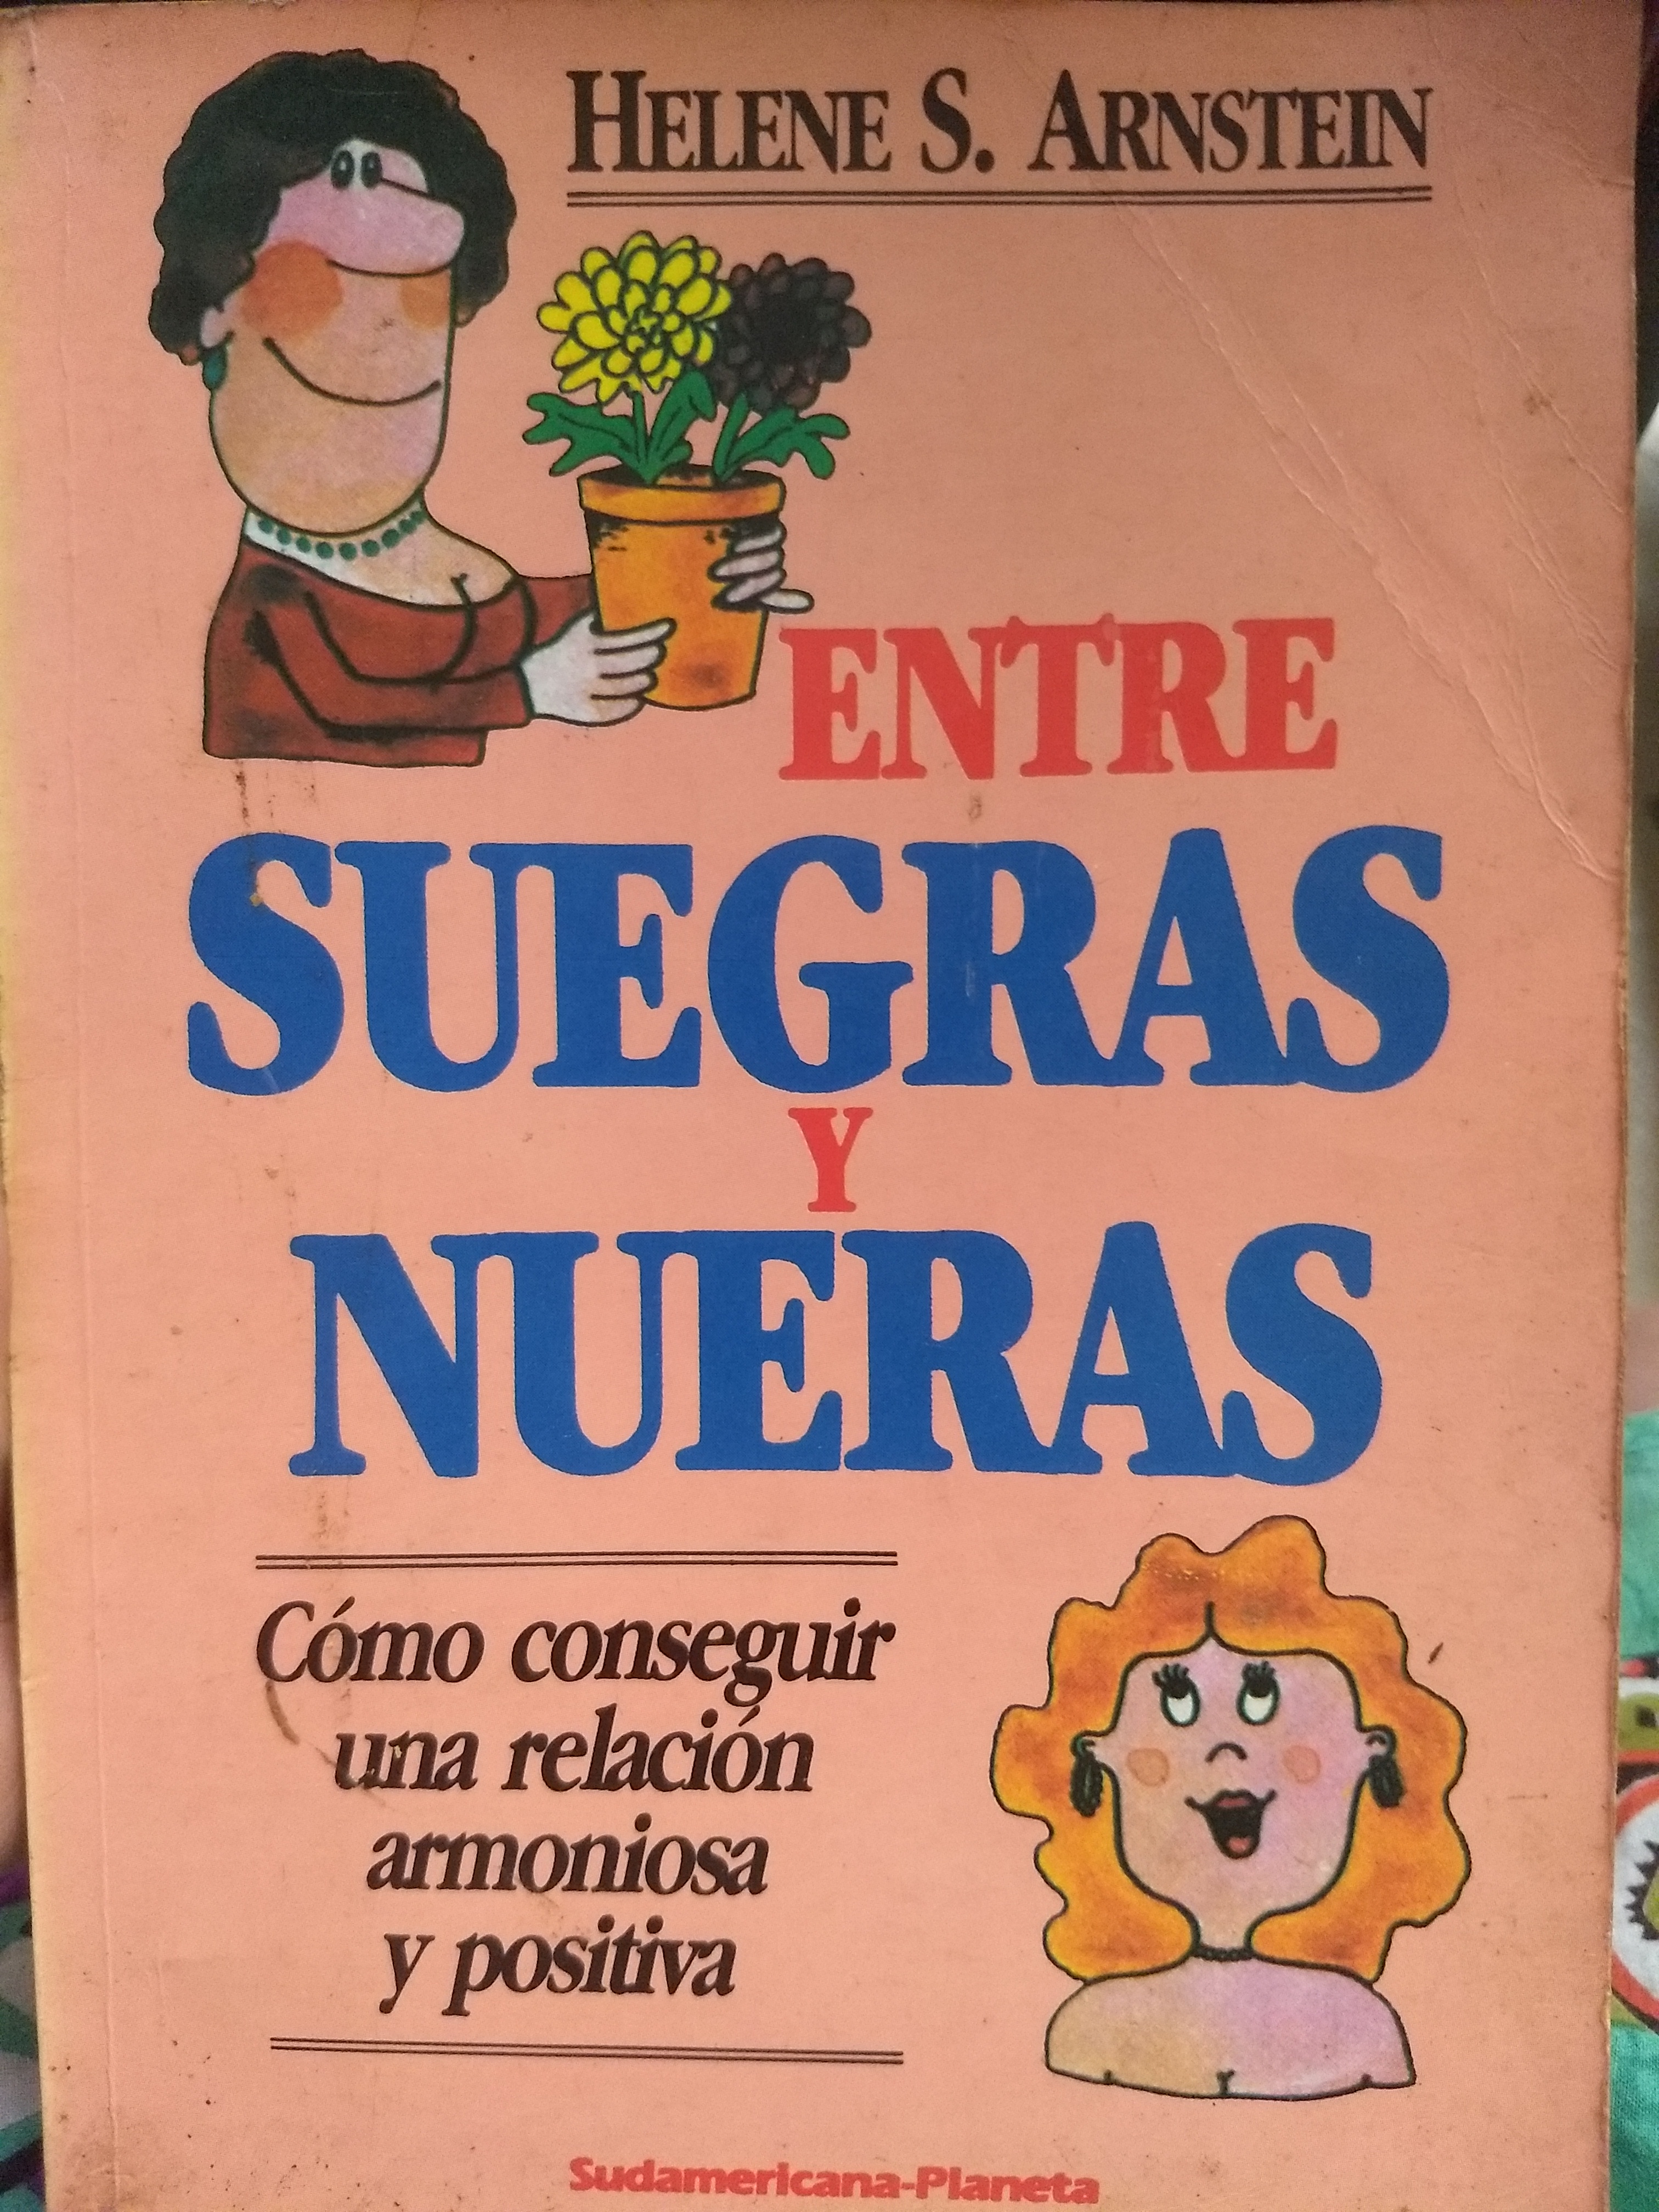 HELENE S. ARNSTEIN
ENTRE
SUEGRAS
Y
NUERAS
Cómo conseguir
una relación
armoniosa
y positiva
Sudamericana-Planeta